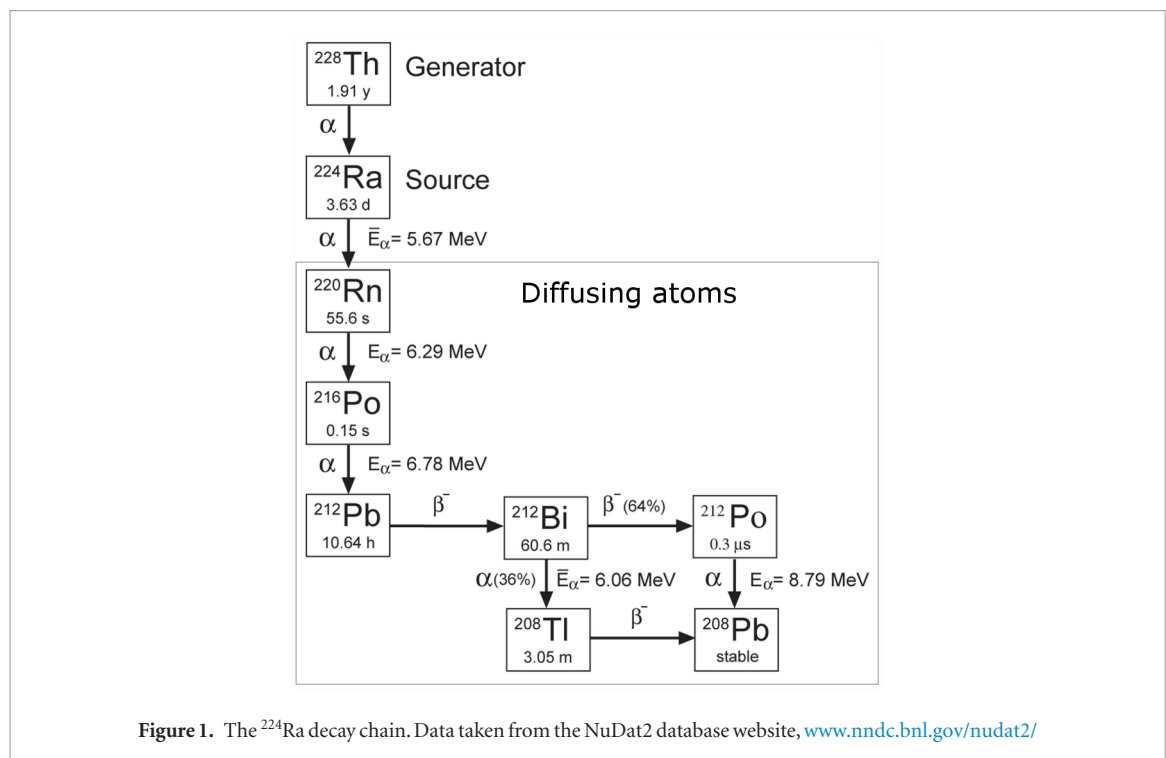 ²²⁸Th Generator
1.91 y
α
²²⁴Ra Source
3.63 d
α E̅α= 5.67 MeV
²²⁰Rn Diffusing atoms
55.6 s
α Eα= 6.29 MeV
²¹⁶Po
0.15 s
α Eα= 6.78 MeV
²¹²Pb β⁻ ²¹²Bi β⁻(64%) ²¹²Po
10.64 h 60.6 m 0.3 μs
α(36%) E̅α= 6.06 MeV α Eα= 8.79 MeV
²⁰⁸Tl β⁻ ²⁰⁸Pb
3.05 m stable
Figure 1. The ²²⁴Ra decay chain. Data taken from the NuDat2 database website, www.nndc.bnl.gov/nudat2/